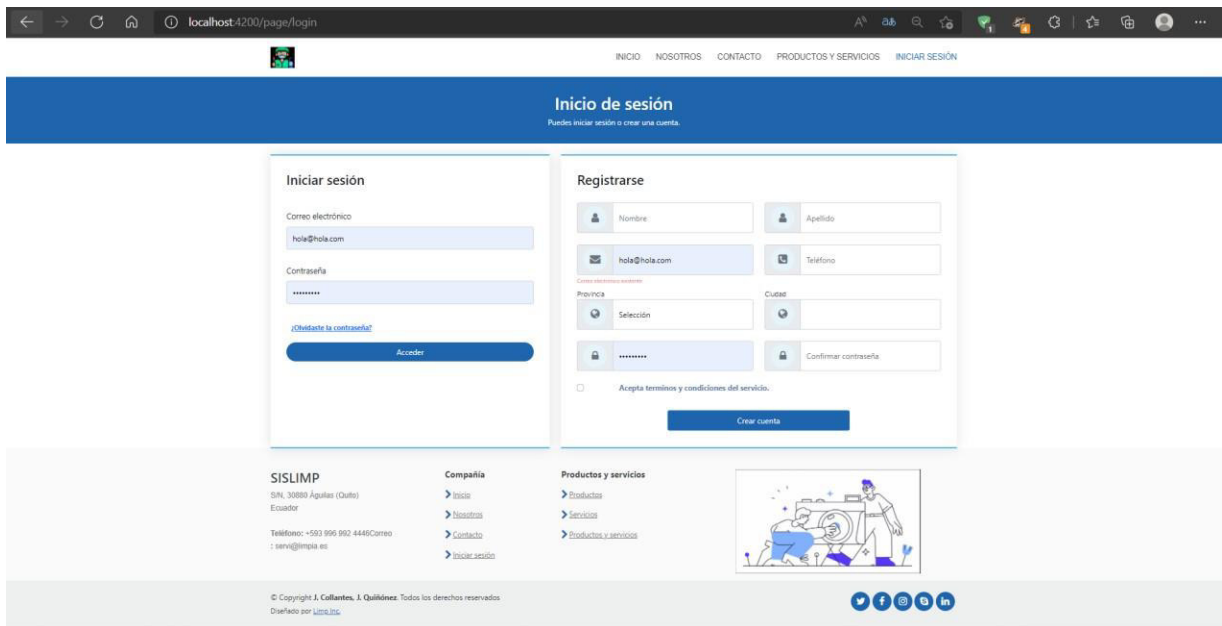 localhost:4200/page/login
INICIO NOSOTROS CONTACTO PRODUCTOS Y SERVICIOS INICIAR SESIÓN
Inicio de sesión
Puedes iniciar sesión o crear una cuenta.
Iniciar sesión
Correo electrónico
hola@hola.com
Contraseña
•••••••••
¿Olvidaste la contraseña?
Acceder
Registrarse
Nombre
Apellido
hola@hola.com
Teléfono
Correo electrónico existente
Provincia
Ciudad
Selección
•••••••••
Confirmar contraseña
Acepta terminos y condiciones del servicio.
Crear cuenta
SISLIMP
S/N, 30880 Águilas (Quito)
Ecuador
Teléfono: +593 996 992 4446Correo
: servi@limpia.ec
Compañía
Inicio
Nosotros
Contacto
Iniciar sesión
Productos y servicios
Productos
Servicios
Productos y servicios
© Copyright J. Collantes, J. Quiñónez. Todos los derechos reservados
Diseñado por Limp Inc.